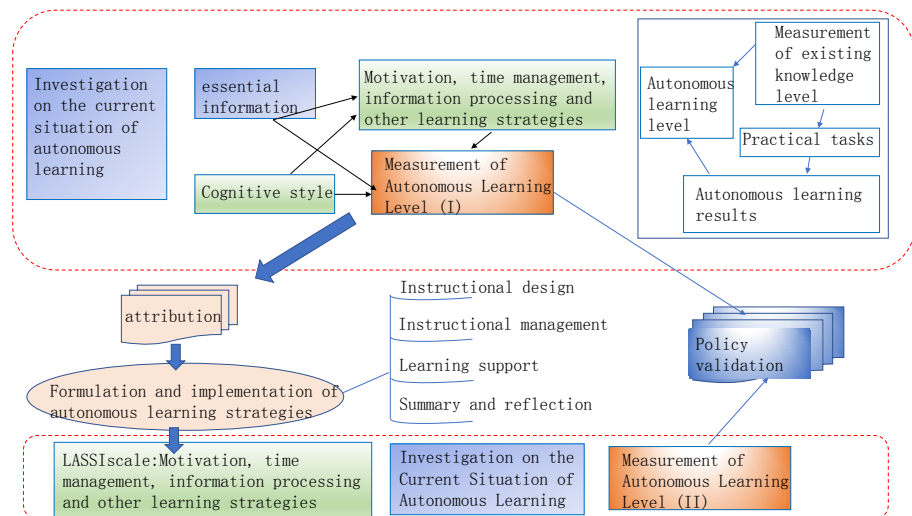 Investigation
on the current
situation of
autonomous
learning
essential
information
Cognitive style
Motivation, time management,
information processing and
other learning strategies
Measurement of
Autonomous Learning
Level (I)
Measurement
of existing
knowledge
level
Autonomous
learning
level
Practical tasks
Autonomous learning
results
attribution
Formulation and implementation of
autonomous learning strategies
Instructional design
Instructional management
Learning support
Summary and reflection
Policy
validation
LASSIscale:Motivation, time
management, information processing
and other learning strategies
Investigation on the
Current Situation of
Autonomous Learning
Measurement of
Autonomous Learning
Level (II)